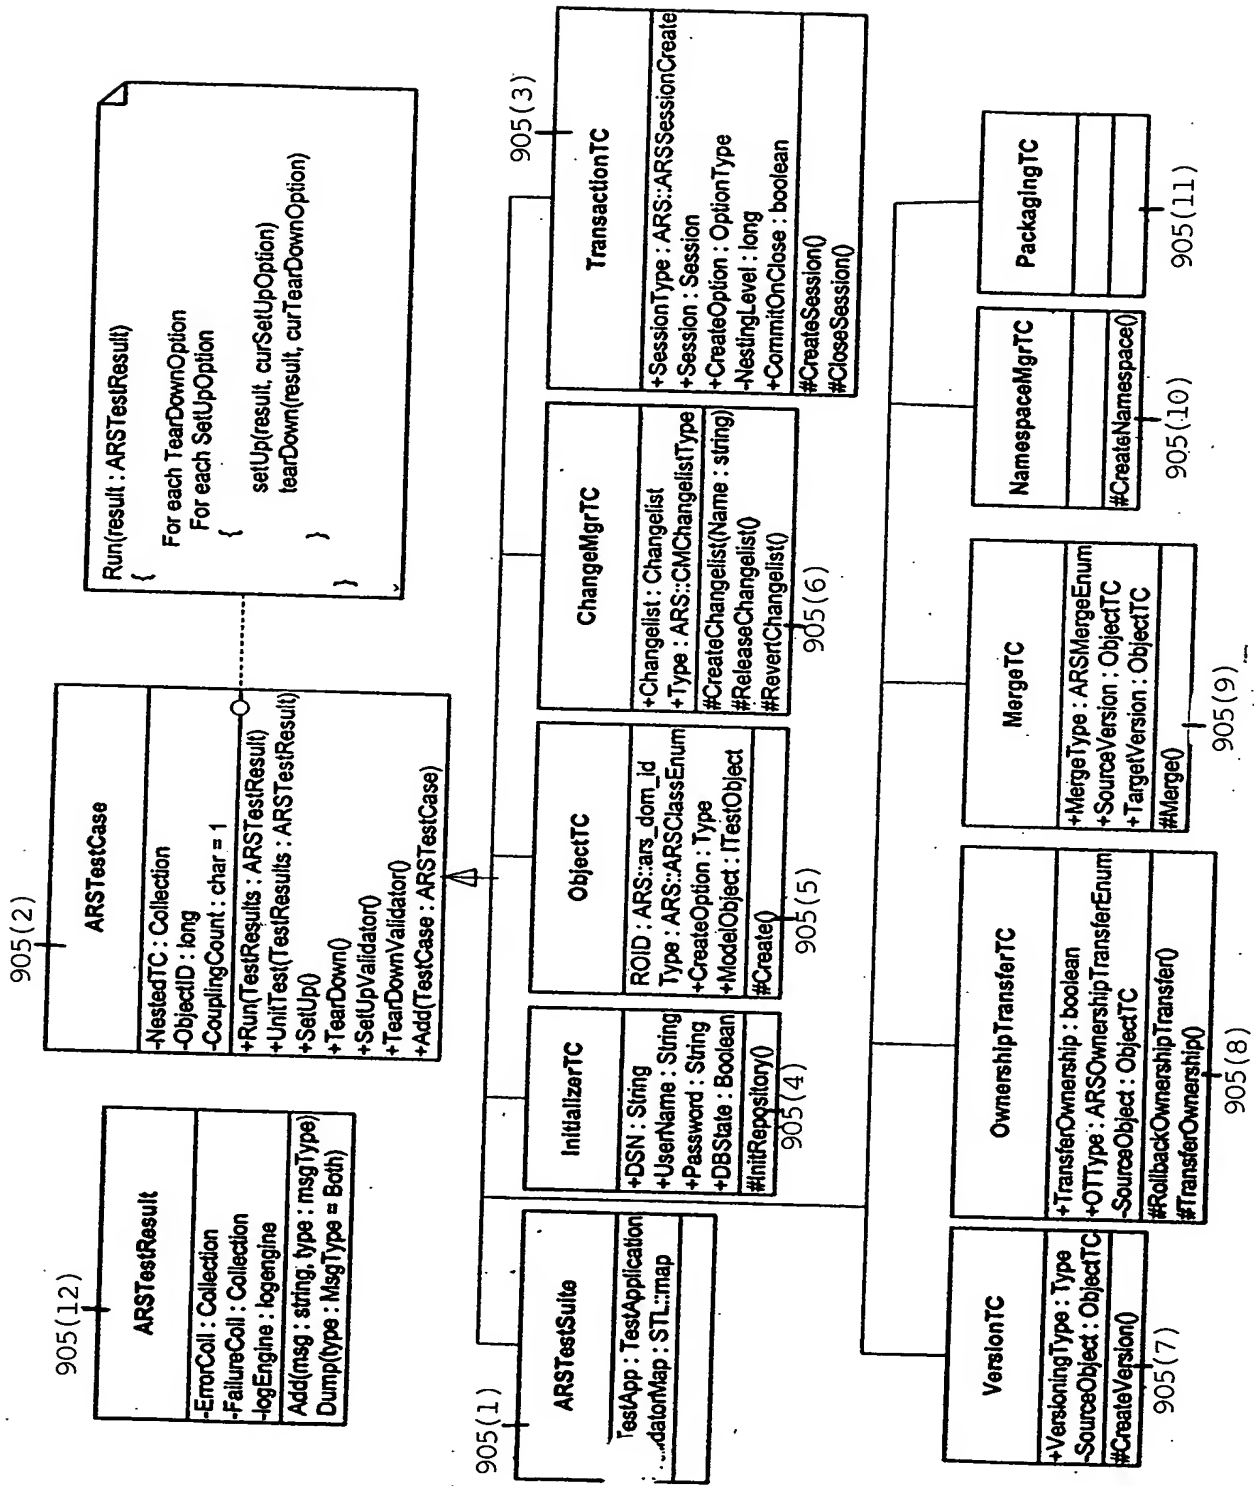 905(12)
ARSTestResult
-ErrorColl : Collection
-FailureColl : Collection
-logEngine : logengine
Add(msg : string, type : msgType)
Dump(type : MsgType = Both)
905(2)
ARSTestCase
-NestedTC : Collection
-ObjectID : long
-CouplingCount : char = 1
+Run(TestResults : ARSTestResult)
+UnitTest(TestResults : ARSTestResult)
+SetUp()
+TearDown()
+SetUpValidator()
+TearDownValidator()
+Add(TestCase : ARSTestCase)
Run(result : ARSTestResult)
{
For each TearDownOption
For each SetUpOption
{
setUp(result, curSetUpOption)
tearDown(result, curTearDownOption)
}
}
905(1)
ARSTestSuite
TestApp : TestApplication
datorMap : STL::map
InitializerTC
+DSN : String
+UserName : String
+Password : String
+DBState : Boolean
#InitRepository()
905(4)
ObjectTC
ROID : ARS::ars_dom_id
Type : ARS::ARSClassEnum
+CreateOption : Type
+ModelObject : ITestObject
#Create()
905(5)
ChangeMgrTC
+Changelist : Changelist
+Type : ARS::CMChangelistType
#CreateChangelist(Name : string)
#ReleaseChangelist()
#RevertChangelist()
905(6)
905(3)
TransactionTC
+SessionType : ARS::ARSSessionCreate
+Session : Session
+CreateOption : OptionType
-NestingLevel : long
+CommitOnClose : boolean
#CreateSession()
#CloseSession()
VersionTC
+VersioningType : Type
-SourceObject : ObjectTC
#CreateVersion()
905(7)
OwnershipTransferTC
+TransferOwnership : boolean
+OTType : ARSOwnershipTransferEnum
-SourceObject : ObjectTC
#RollbackOwnershipTransfer()
#TransferOwnership()
905(8)
MergeTC
+MergeType : ARSMergeEnum
+SourceVersion : ObjectTC
+TargetVersion : ObjectTC
#Merge()
905(9)
NamespaceMgrTC
#CreateNamespace()
905(10)
PackagingTC
905(11)